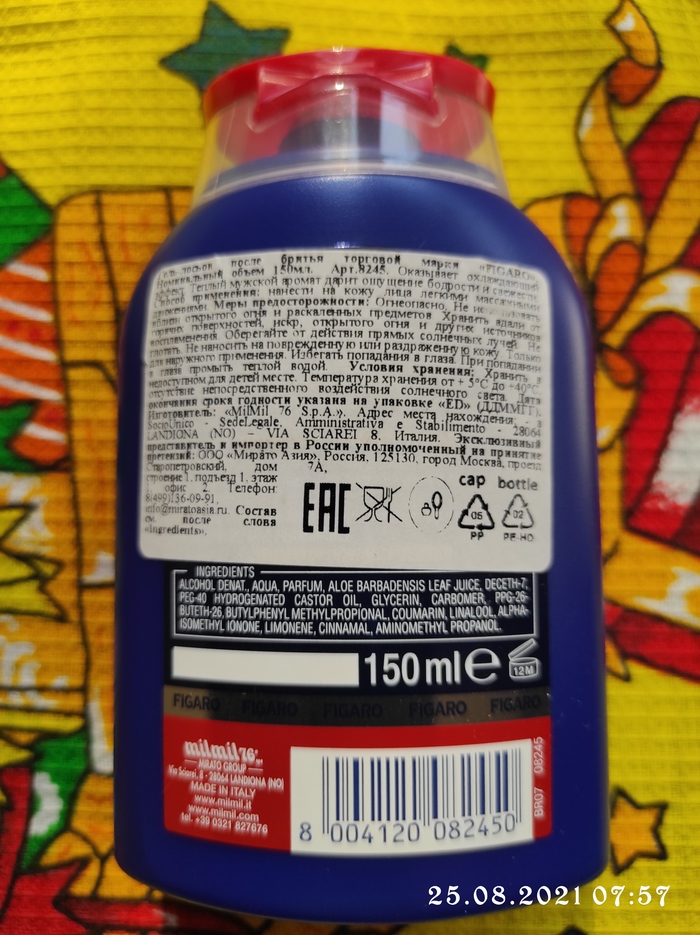 Гель-лосьон после бритья торговой марки «FIGARO»
Номинальный объем 150мл. Арт.8245. Оказывает охлаждающий
эффект. Теплый мужской аромат дарит ощущение бодрости и свежести.
Способ применения: нанести на кожу лица легкими массажными
движениями Меры предосторожности: Огнеопасно. Не использовать
вблизи открытого огня и раскаленных предметов Хранить вдали от
горячих поверхностей, искр, открытого огня и других источников
воспламенения. Оберегайте от действия прямых солнечных лучей. Не
глотать. Не наносить на поврежденную или раздраженную кожу. Только
для наружного применения. Избегать попадания в глаза. При попадании
в глаза промыть теплой водой. Условия хранения: Хранить в
недоступном для детей месте. Температура хранения от + 5°С до +40°С,
отсутствие непосредственного воздействия солнечного света. Дата
окончания срока годности указана на упаковке «ED» (ДДММГГ).
Изготовитель: «MilMil 76 S.p.A.». Адрес места нахождения: a
SocioUnico - SedeLegale, Amministrativa e Stabilimento - 28064
LANDIONA (NO) – VIA SCIAREI 8. Италия. Эксклюзивный
представитель и импортер в России уполномоченный на принятие
претензий: ООО «Мирато Азия», Россия, 125130, город Москва, проезд
Старопетровский, дом 7А,
строение 1, подъезд 1, этаж
офис 2. Телефон:
8(499)136-09-91,
info@miratoasia.ru. Состав
см. после слова
«Ingredients».
EAC
cap bottle
05 02
PP PE-HD
INGREDIENTS
ALCOHOL DENAT., AQUA, PARFUM, ALOE BARBADENSIS LEAF JUICE, DECETH-7,
PEG-40 HYDROGENATED CASTOR OIL, GLYCERIN, CARBOMER, PPG-26-
BUTETH-26, BUTYLPHENYL METHYLPROPIONAL, COUMARIN, LINALOOL, ALPHA-
ISOMETHYL IONONE, LIMONENE, CINNAMAL, AMINOMETHYL PROPANOL.
150 ml e 12M
FIGARO FIGARO FIGARO FIGARO FIGARO
milmil 76
MIRATO GROUP
Via Sciarei, 8 - 28064 LANDIONA (NO)
MADE IN ITALY
www.milmil.it
www.milmil.com
tel. +39 0321 827676
8 004120 082450
BR07 08245
25.08.2021 07:57